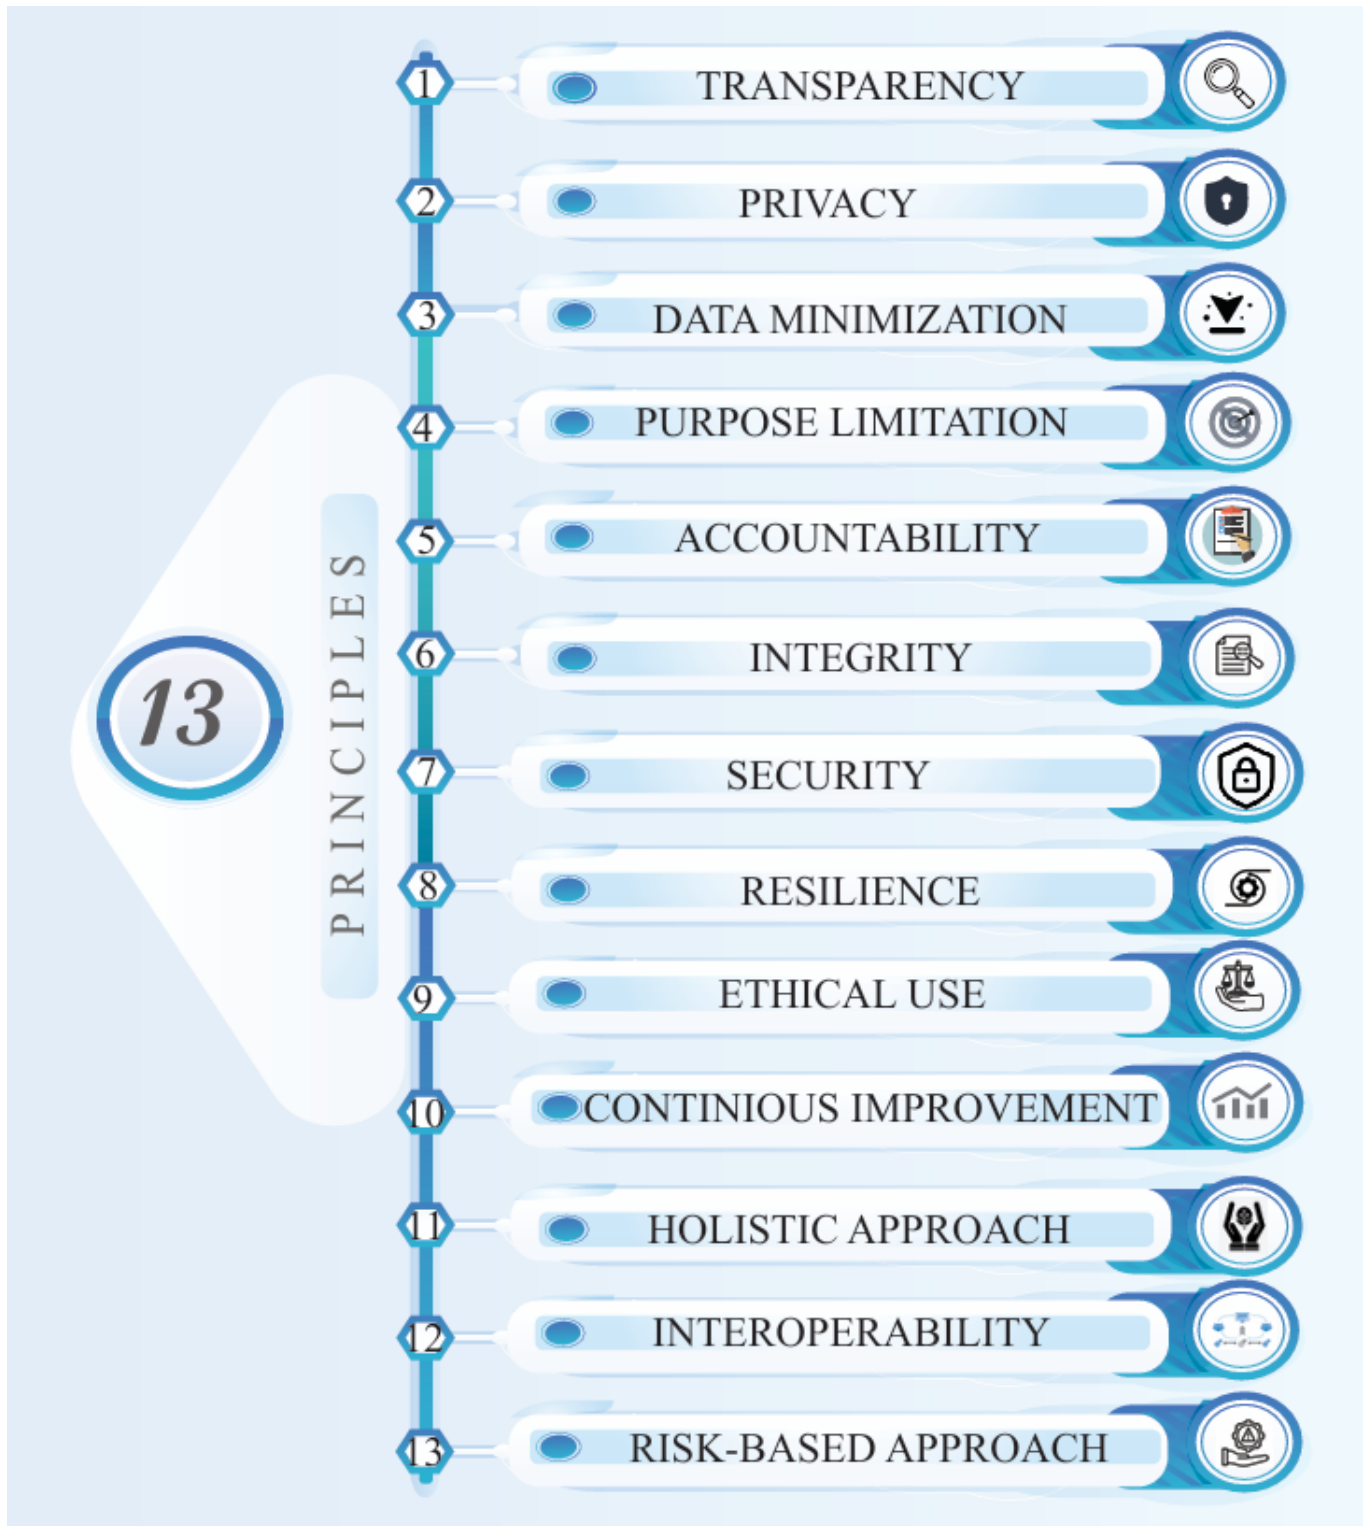 13
PRINCIPLES
1 TRANSPARENCY
2 PRIVACY
3 DATA MINIMIZATION
4 PURPOSE LIMITATION
5 ACCOUNTABILITY
6 INTEGRITY
7 SECURITY
8 RESILIENCE
9 ETHICAL USE
10 CONTINIOUS IMPROVEMENT
11 HOLISTIC APPROACH
12 INTEROPERABILITY
13 RISK-BASED APPROACH